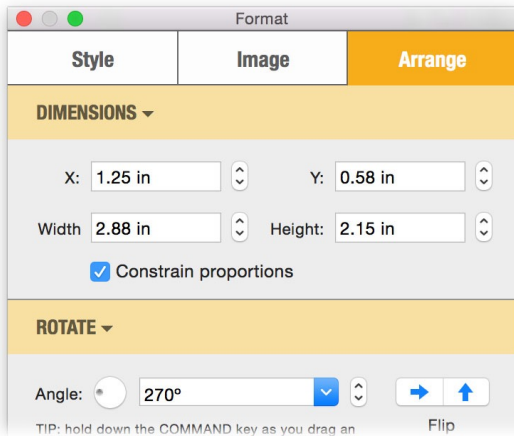 Format
Style Image Arrange
DIMENSIONS
X: 1.25 in Y: 0.58 in
Width 2.88 in Height: 2.15 in
Constrain proportions
ROTATE
Angle: 270º
Flip
TIP: hold down the COMMAND key as you drag an